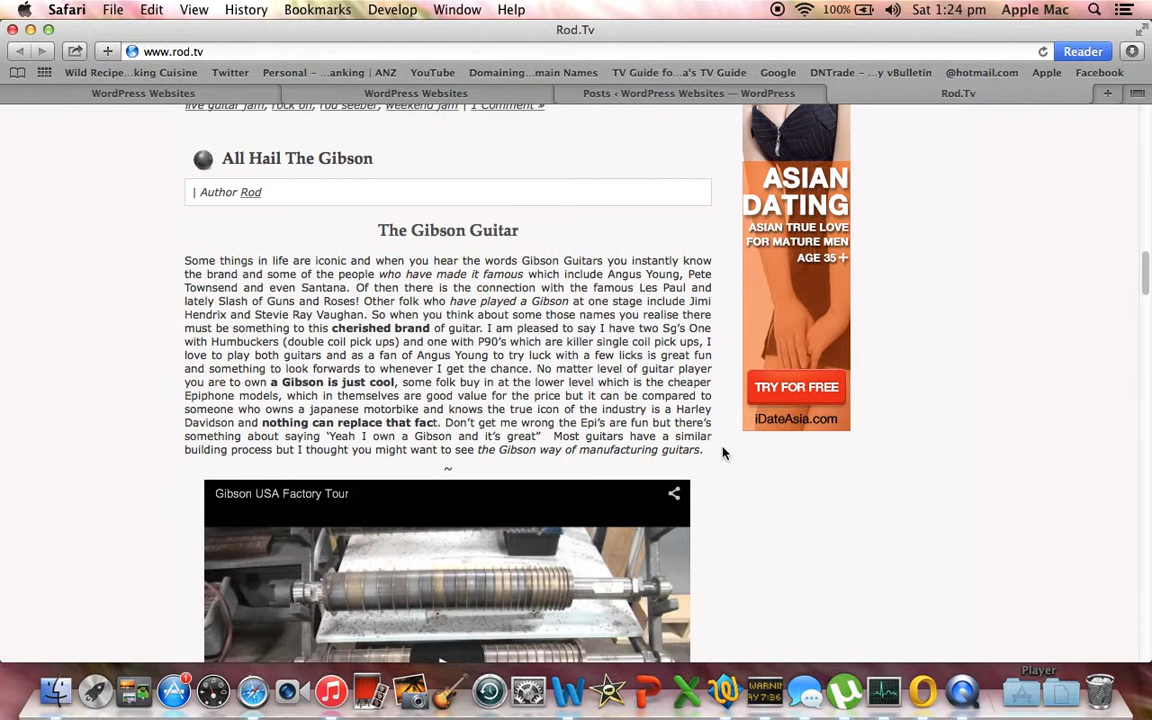 Safari File Edit View History Bookmarks Develop Window Help 100% Sat 1:24 pm Apple Mac
Rod.Tv
www.rod.tv Reader
Wild Recipe...king Cuisine Twitter Personal – ...anking | ANZ YouTube Domaining...main Names TV Guide fo...a's TV Guide Google DNTrade – ...y vBulletin @hotmail.com Apple Facebook
WordPress Websites WordPress Websites Posts ‹ WordPress Websites — WordPress Rod.Tv
live guitar jam, rock on, rod seeber, weekend jam | 1 Comment »
All Hail The Gibson
| Author Rod
The Gibson Guitar
Some things in life are iconic and when you hear the words Gibson Guitars you instantly know
the brand and some of the people who have made it famous which include Angus Young, Pete
Townsend and even Santana. Of then there is the connection with the famous Les Paul and
lately Slash of Guns and Roses! Other folk who have played a Gibson at one stage include Jimi
Hendrix and Stevie Ray Vaughan. So when you think about some those names you realise there
must be something to this cherished brand of guitar. I am pleased to say I have two Sg's One
with Humbuckers (double coil pick ups) and one with P90's which are killer single coil pick ups, I
love to play both guitars and as a fan of Angus Young to try luck with a few licks is great fun
and something to look forwards to whenever I get the chance. No matter level of guitar player
you are to own a Gibson is just cool, some folk buy in at the lower level which is the cheaper
Epiphone models, which in themselves are good value for the price but it can be compared to
someone who owns a japanese motorbike and knows the true icon of the industry is a Harley
Davidson and nothing can replace that fact. Don't get me wrong the Epi's are fun but there's
something about saying 'Yeah I own a Gibson and it's great" Most guitars have a similar
building process but I thought you might want to see the Gibson way of manufacturing guitars.
~
Gibson USA Factory Tour
ASIAN
DATING
ASIAN TRUE LOVE
FOR MATURE MEN
AGE 35+
TRY FOR FREE
iDateAsia.com
Player
1
WARNIN
AY 7:36